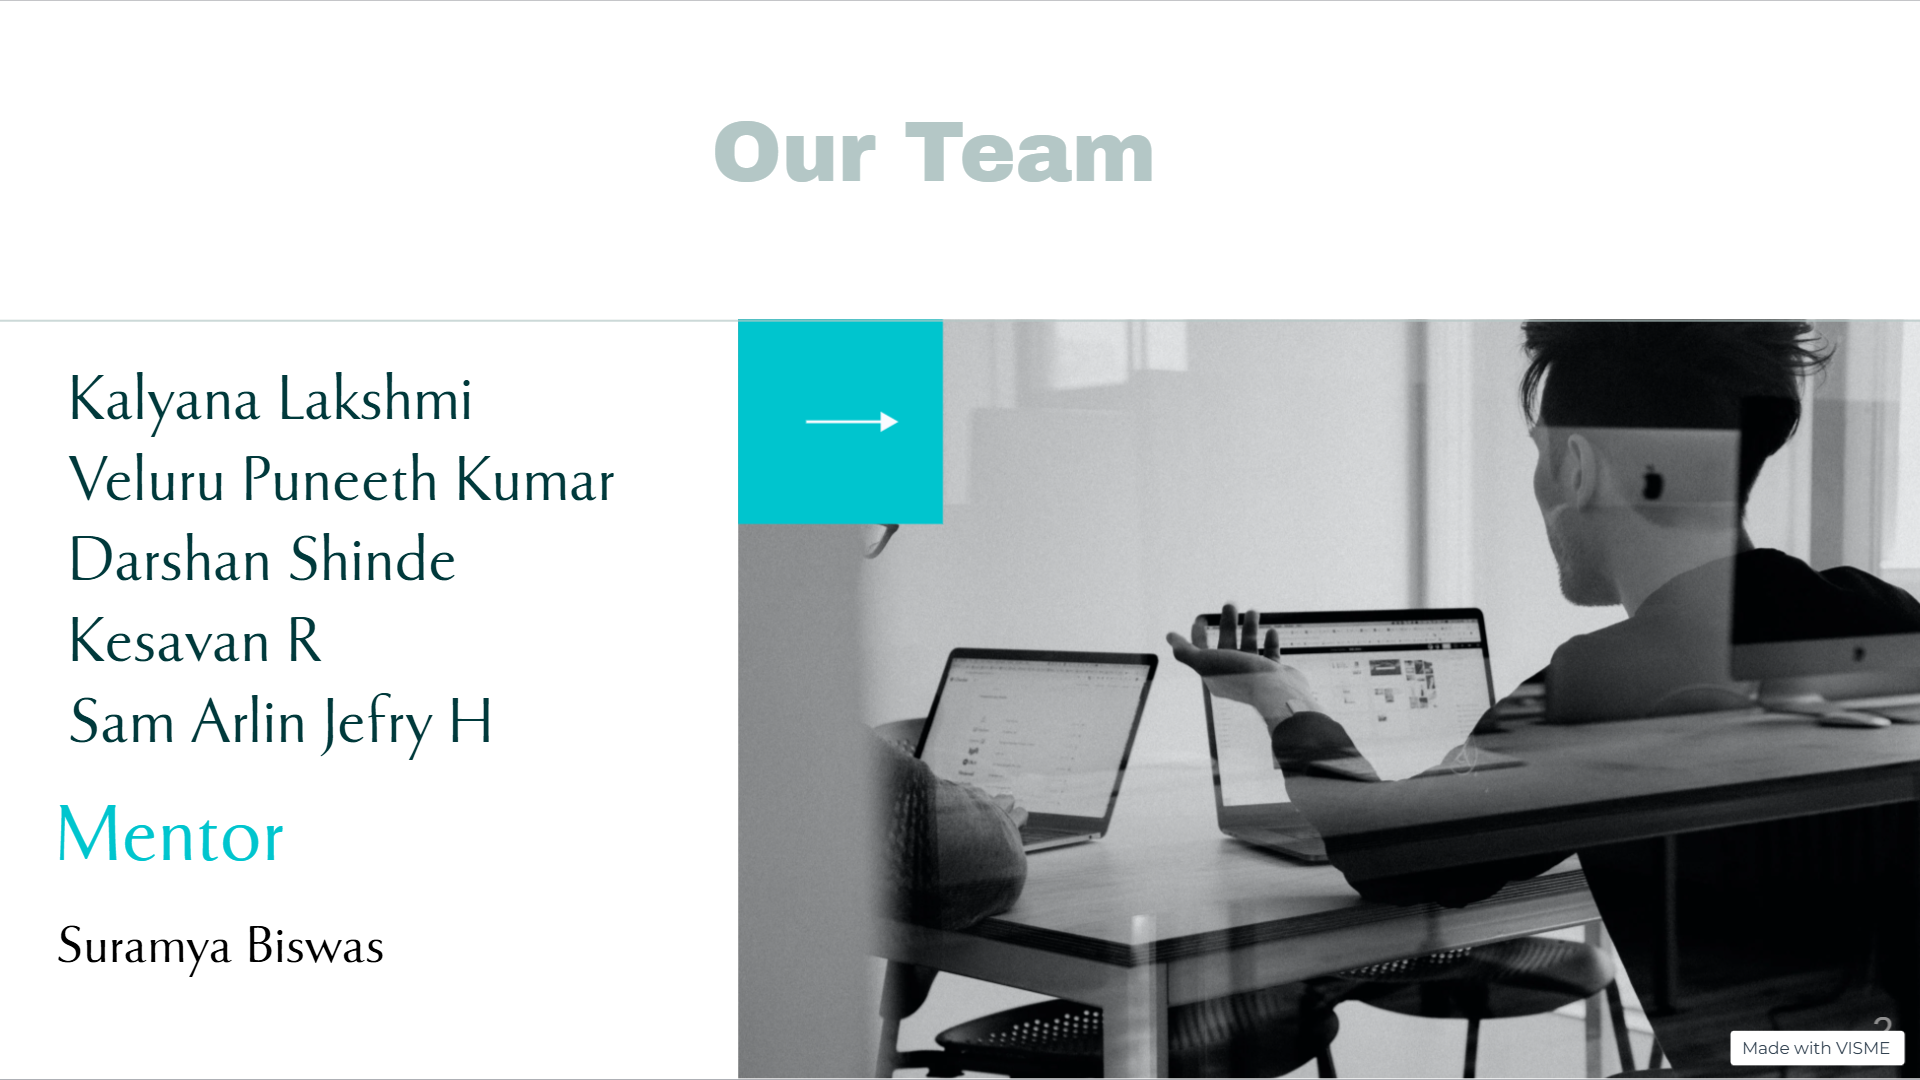 Our Team
Kalyana Lakshmi
Veluru Puneeth Kumar
Darshan Shinde
Kesavan R
Sam Arlin Jefry H
Mentor
Suramya Biswas
2
Made with VISME